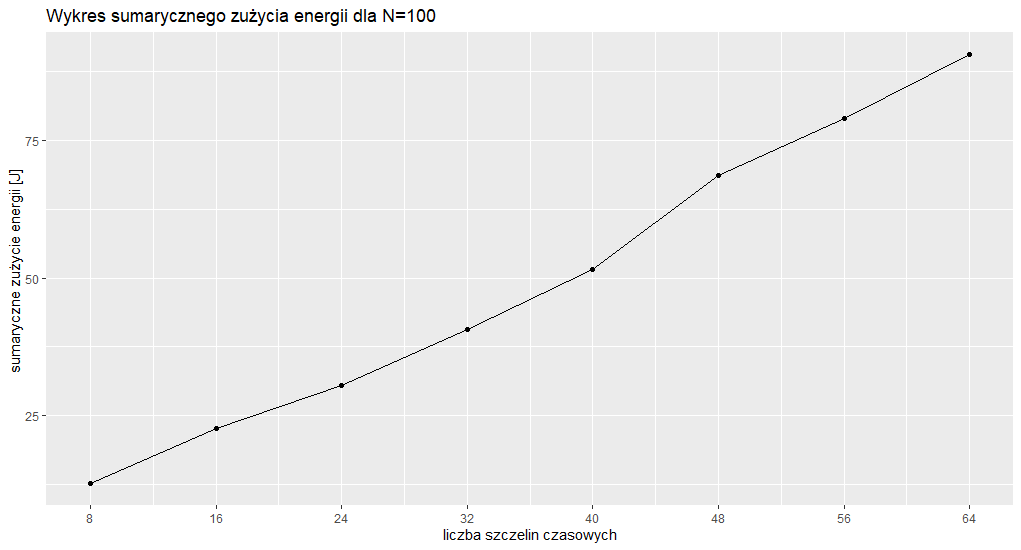 Wykres sumarycznego zużycia energii dla N=100
sumaryczne zużycie energii [J]
75
50
25
8 16 24 32 40 48 56 64
liczba szczelin czasowych